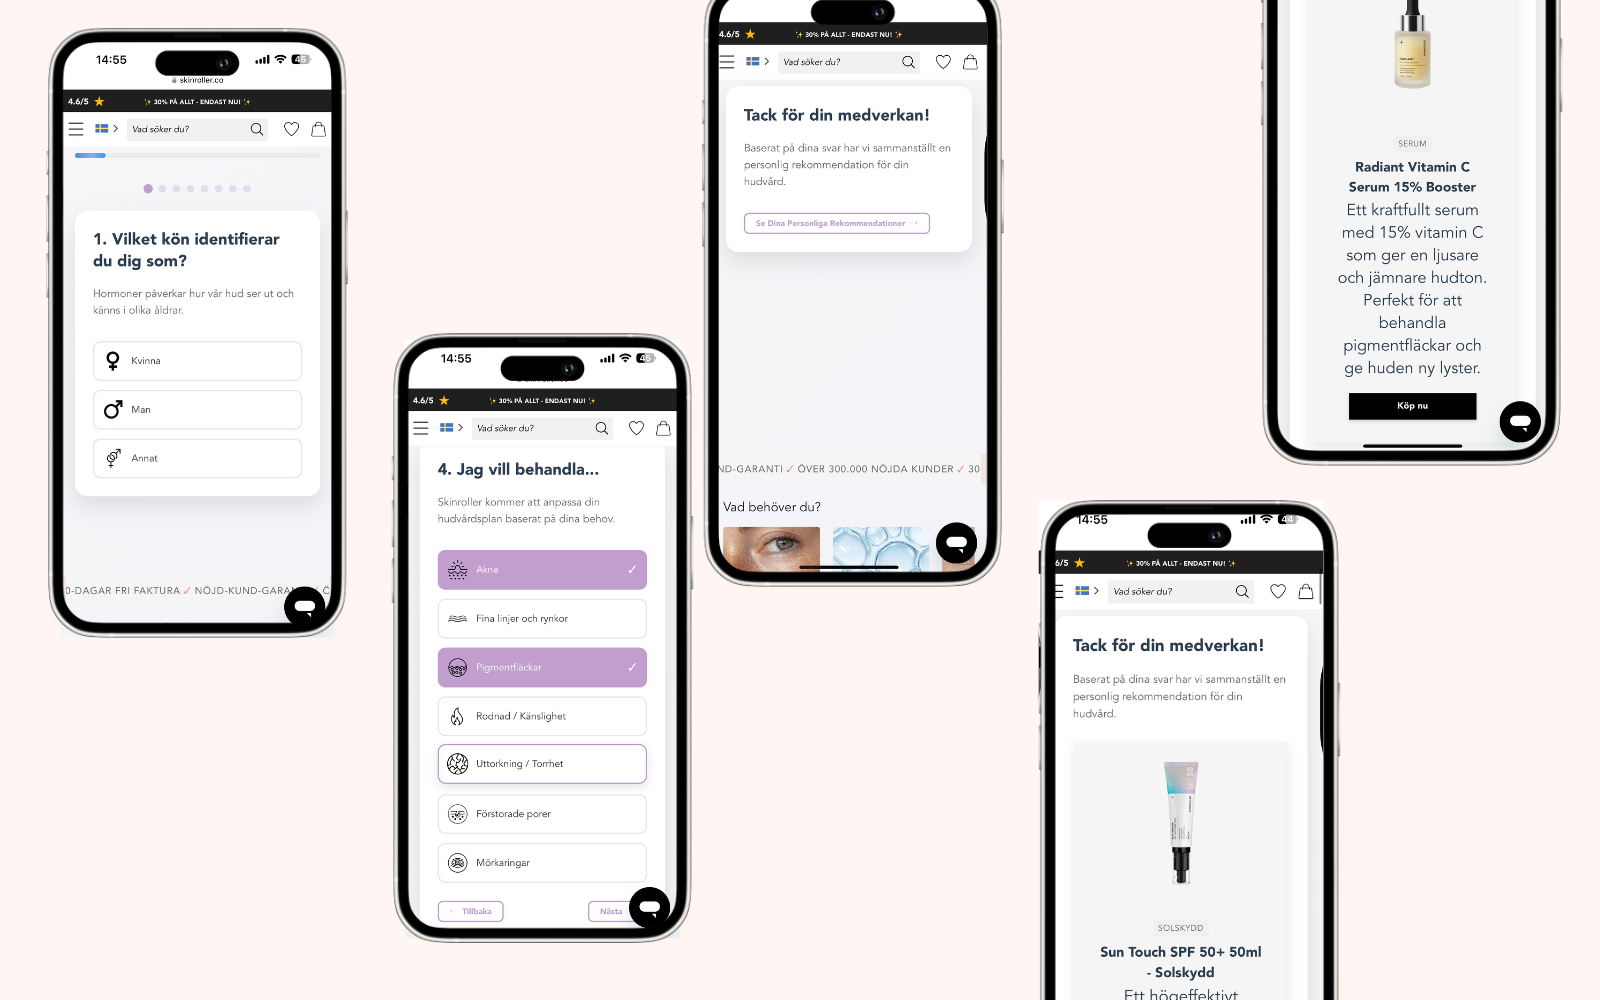 14:55
45
skinroller.co
4.6/5
30% PÅ ALLT - ENDAST NU!
Vad söker du?
1. Vilket kön identifierar
du dig som?
Hormoner påverkar hur vår hud ser ut och
känns i olika åldrar.
Kvinna
Man
Annat
0-DAGAR FRI FAKTURA ✓ NÖJD-KUND-GARAN
14:55
45
4.6/5
30% PÅ ALLT - ENDAST NU!
Vad söker du?
4. Jag vill behandla...
Skinroller kommer att anpassa din
hudvårdsplan baserat på dina behov.
Akne ✓
Fina linjer och rynkor
Pigmentfläckar ✓
Rodnad / Känslighet
Uttorkning / Torrhet
Förstorade porer
Mörkaringar
← Tillbaka
Nästa
4.6/5
30% PÅ ALLT - ENDAST NU!
Vad söker du?
Tack för din medverkan!
Baserat på dina svar har vi sammanställt en
personlig rekommendation för din
hudvård.
Se Dina Personliga Rekommendationer →
ND-GARANTI ✓ ÖVER 300.000 NÖJDA KUNDER ✓ 30
Vad behöver du?
14:55
44
6/5
30% PÅ ALLT - ENDAST NU!
Vad söker du?
Tack för din medverkan!
Baserat på dina svar har vi sammanställt en
personlig rekommendation för din
hudvård.
SOLSKYDD
Sun Touch SPF 50+ 50ml
- Solskydd
Ett högeffektivt
SERUM
Radiant Vitamin C
Serum 15% Booster
Ett kraftfullt serum
med 15% vitamin C
som ger en ljusare
och jämnare hudton.
Perfekt för att
behandla
pigmentfläckar och
ge huden ny lyster.
Köp nu